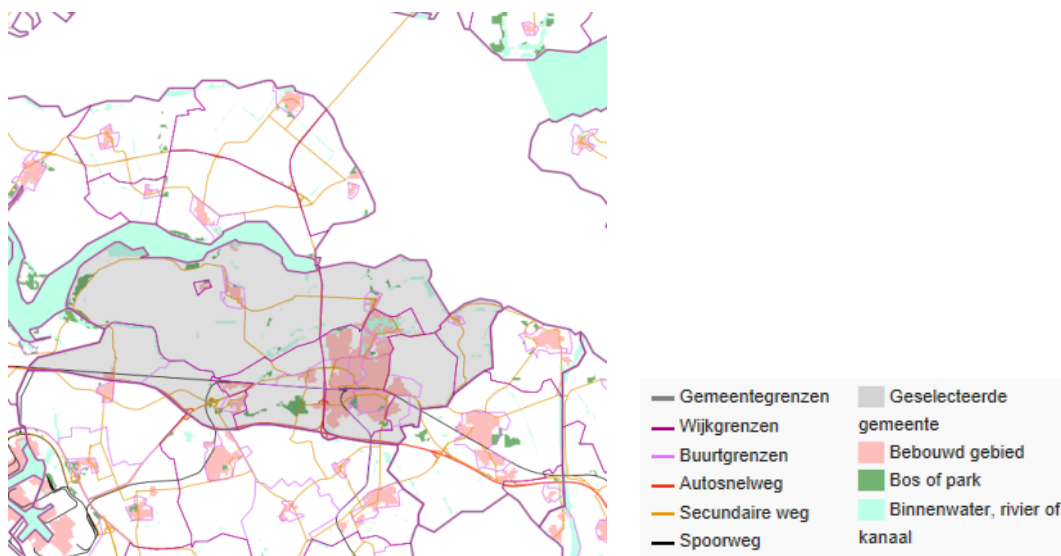 Gemeentegrenzen
Wijkgrenzen
Buurtgrenzen
Autosnelweg
Secundaire weg
Spoorweg
Geselecteerde
gemeente
Bebouwd gebied
Bos of park
Binnenwater, rivier of
kanaal